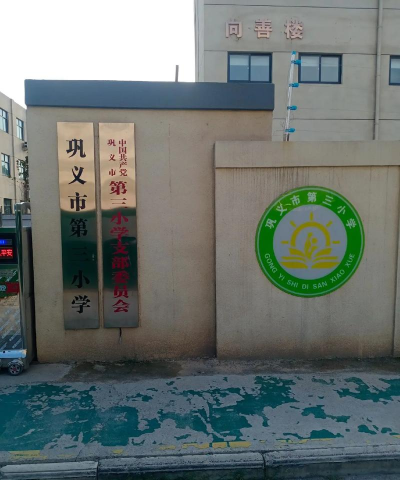 向善楼
巩义市第三小学
中国共产党
巩义市
第三小学支部委员会
巩义市第三小学
GONG YI SHI DI SAN XIAO XUE